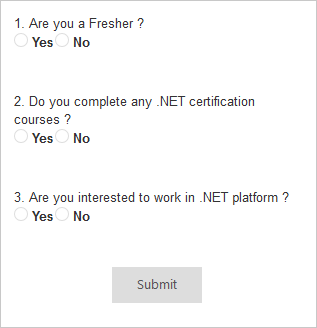 1. Are you a Fresher ?
Yes No
2. Do you complete any .NET certification
courses ?
Yes No
3. Are you interested to work in .NET platform ?
Yes No
Submit